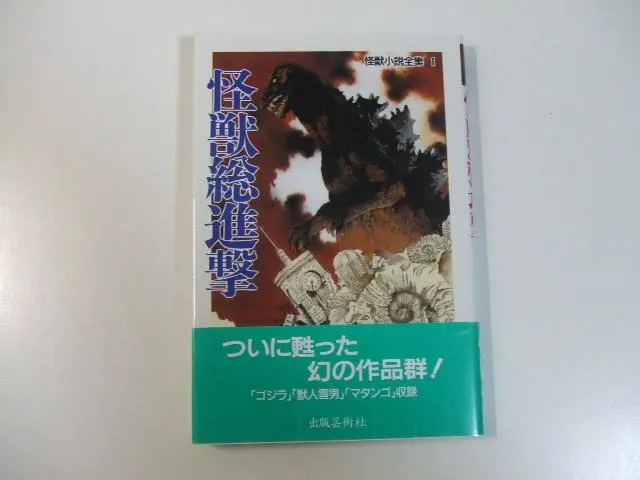 怪獣小説全集 I
怪獣総進撃
ついに甦った
幻の作品群!
「ゴジラ」「獣人雪男」「マタンゴ」収録
出版芸術社